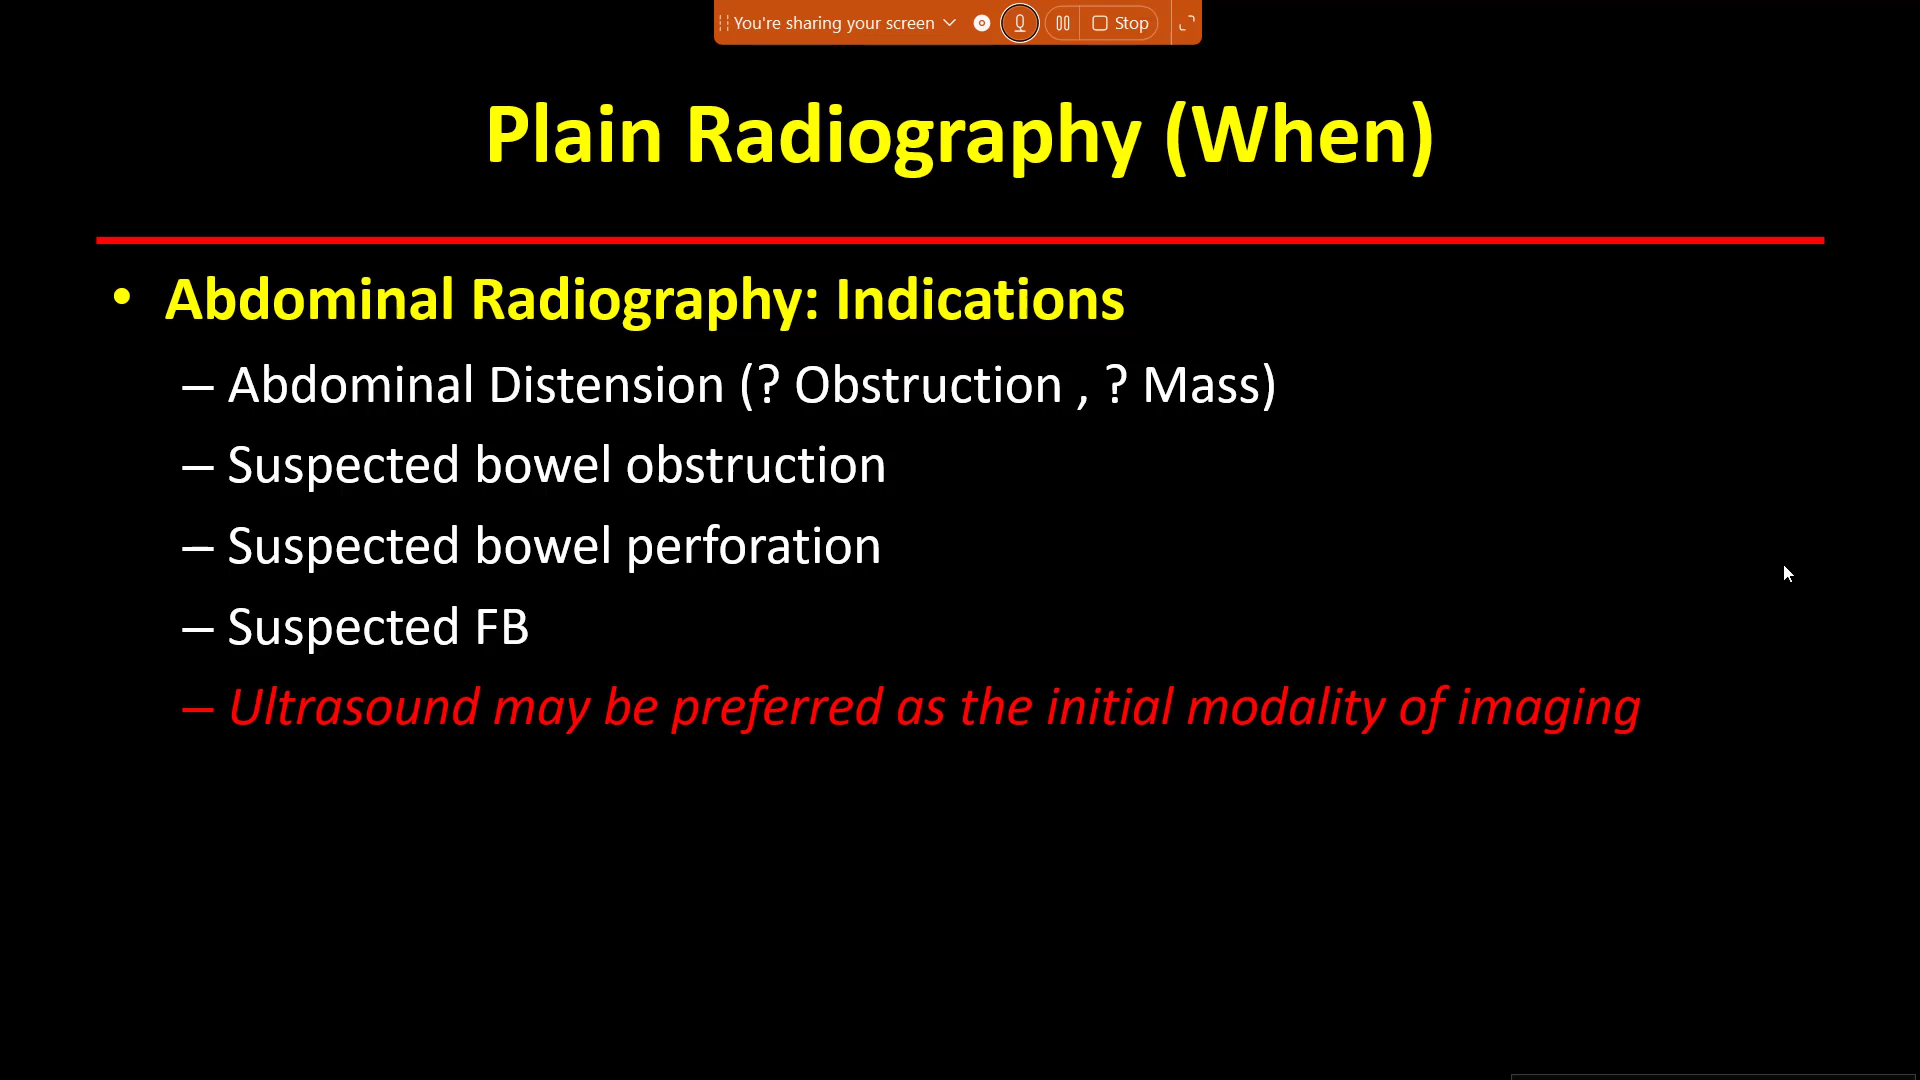 You're sharing your screen
Stop
Plain Radiography (When)
• Abdominal Radiography: Indications
– Abdominal Distension (? Obstruction , ? Mass)
– Suspected bowel obstruction
– Suspected bowel perforation
– Suspected FB
– Ultrasound may be preferred as the initial modality of imaging